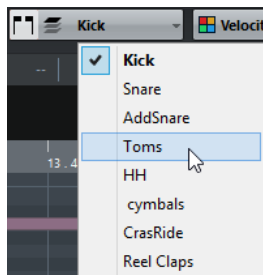 Kick Velocit
--
Kick
Snare
AddSnare
Toms
13.4
HH
cymbals
CrasRide
Reel Claps